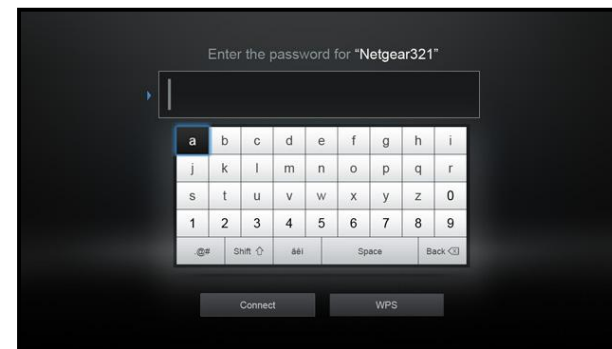 Enter the password for “Netgear321”
a b c d e f g h i
j k l m n o p q r
s t u v w x y z 0
1 2 3 4 5 6 7 8 9
.@# Shift ⇧ āéì Space Back ⌫
Connect WPS